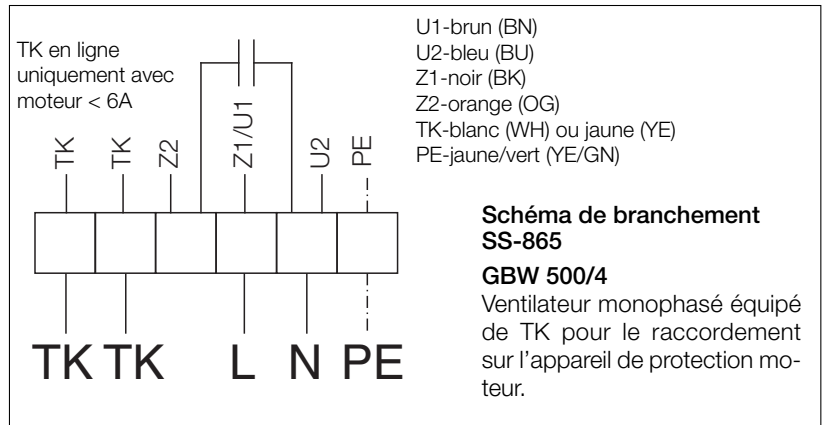 TK en ligne
uniquement avec
moteur < 6A
TK
TK
Z2
Z1/U1
U2
PE
TK TK L N PE
U1-brun (BN)
U2-bleu (BU)
Z1-noir (BK)
Z2-orange (OG)
TK-blanc (WH) ou jaune (YE)
PE-jaune/vert (YE/GN)
Schéma de branchement
SS-865
GBW 500/4
Ventilateur monophasé équipé
de TK pour le raccordement
sur l'appareil de protection mo-
teur.